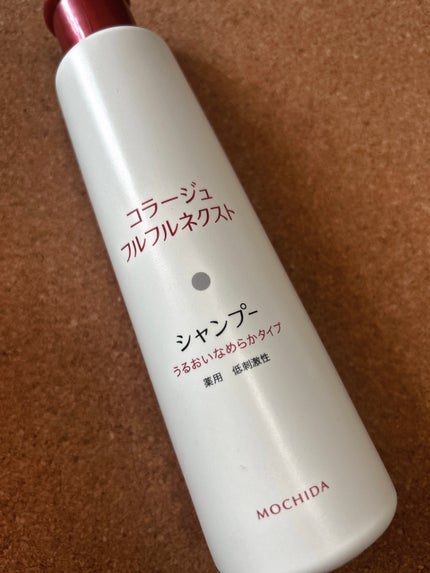 コラージュ
フルフルネクスト
シャンプー
うるおいなめらかタイプ
薬用 低刺激性
MOCHIDA